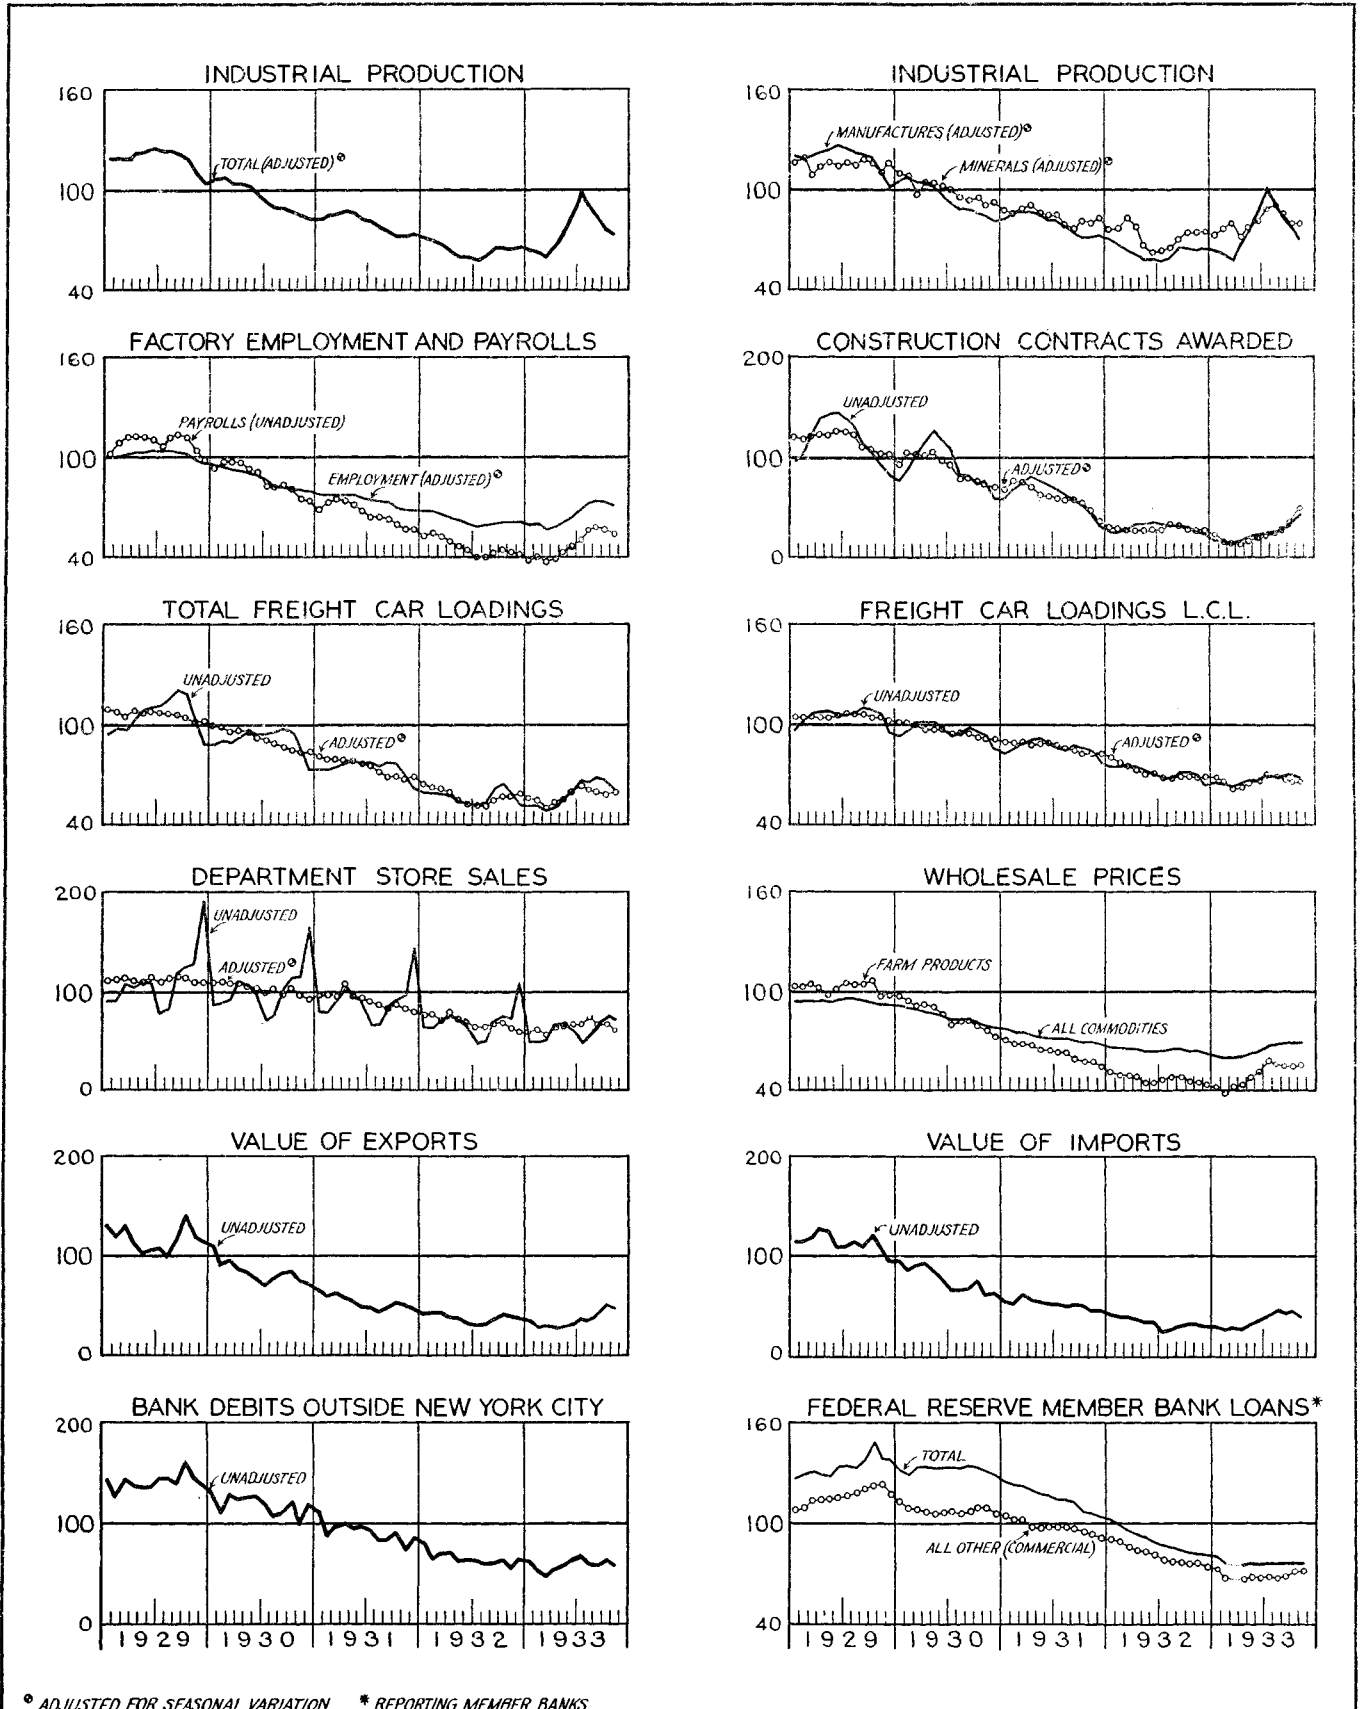 INDUSTRIAL PRODUCTION
160
100
40
TOTAL (ADJUSTED)⊘
INDUSTRIAL PRODUCTION
160
100
40
MANUFACTURES (ADJUSTED)⊘
MINERALS (ADJUSTED)⊘
FACTORY EMPLOYMENT AND PAYROLLS
160
100
40
PAYROLLS (UNADJUSTED)
EMPLOYMENT (ADJUSTED)⊘
CONSTRUCTION CONTRACTS AWARDED
200
100
0
UNADJUSTED
ADJUSTED⊘
TOTAL FREIGHT CAR LOADINGS
160
100
40
UNADJUSTED
ADJUSTED⊘
FREIGHT CAR LOADINGS L.C.L.
160
100
40
UNADJUSTED
ADJUSTED⊘
DEPARTMENT STORE SALES
200
100
0
UNADJUSTED
ADJUSTED⊘
WHOLESALE PRICES
160
100
40
FARM PRODUCTS
ALL COMMODITIES
VALUE OF EXPORTS
200
100
0
UNADJUSTED
VALUE OF IMPORTS
200
100
0
UNADJUSTED
BANK DEBITS OUTSIDE NEW YORK CITY
200
100
0
UNADJUSTED
1929 1930 1931 1932 1933
FEDERAL RESERVE MEMBER BANK LOANS*
160
100
40
TOTAL
ALL OTHER (COMMERCIAL)
1929 1930 1931 1932 1933
⊘ ADJUSTED FOR SEASONAL VARIATION * REPORTING MEMBER BANKS